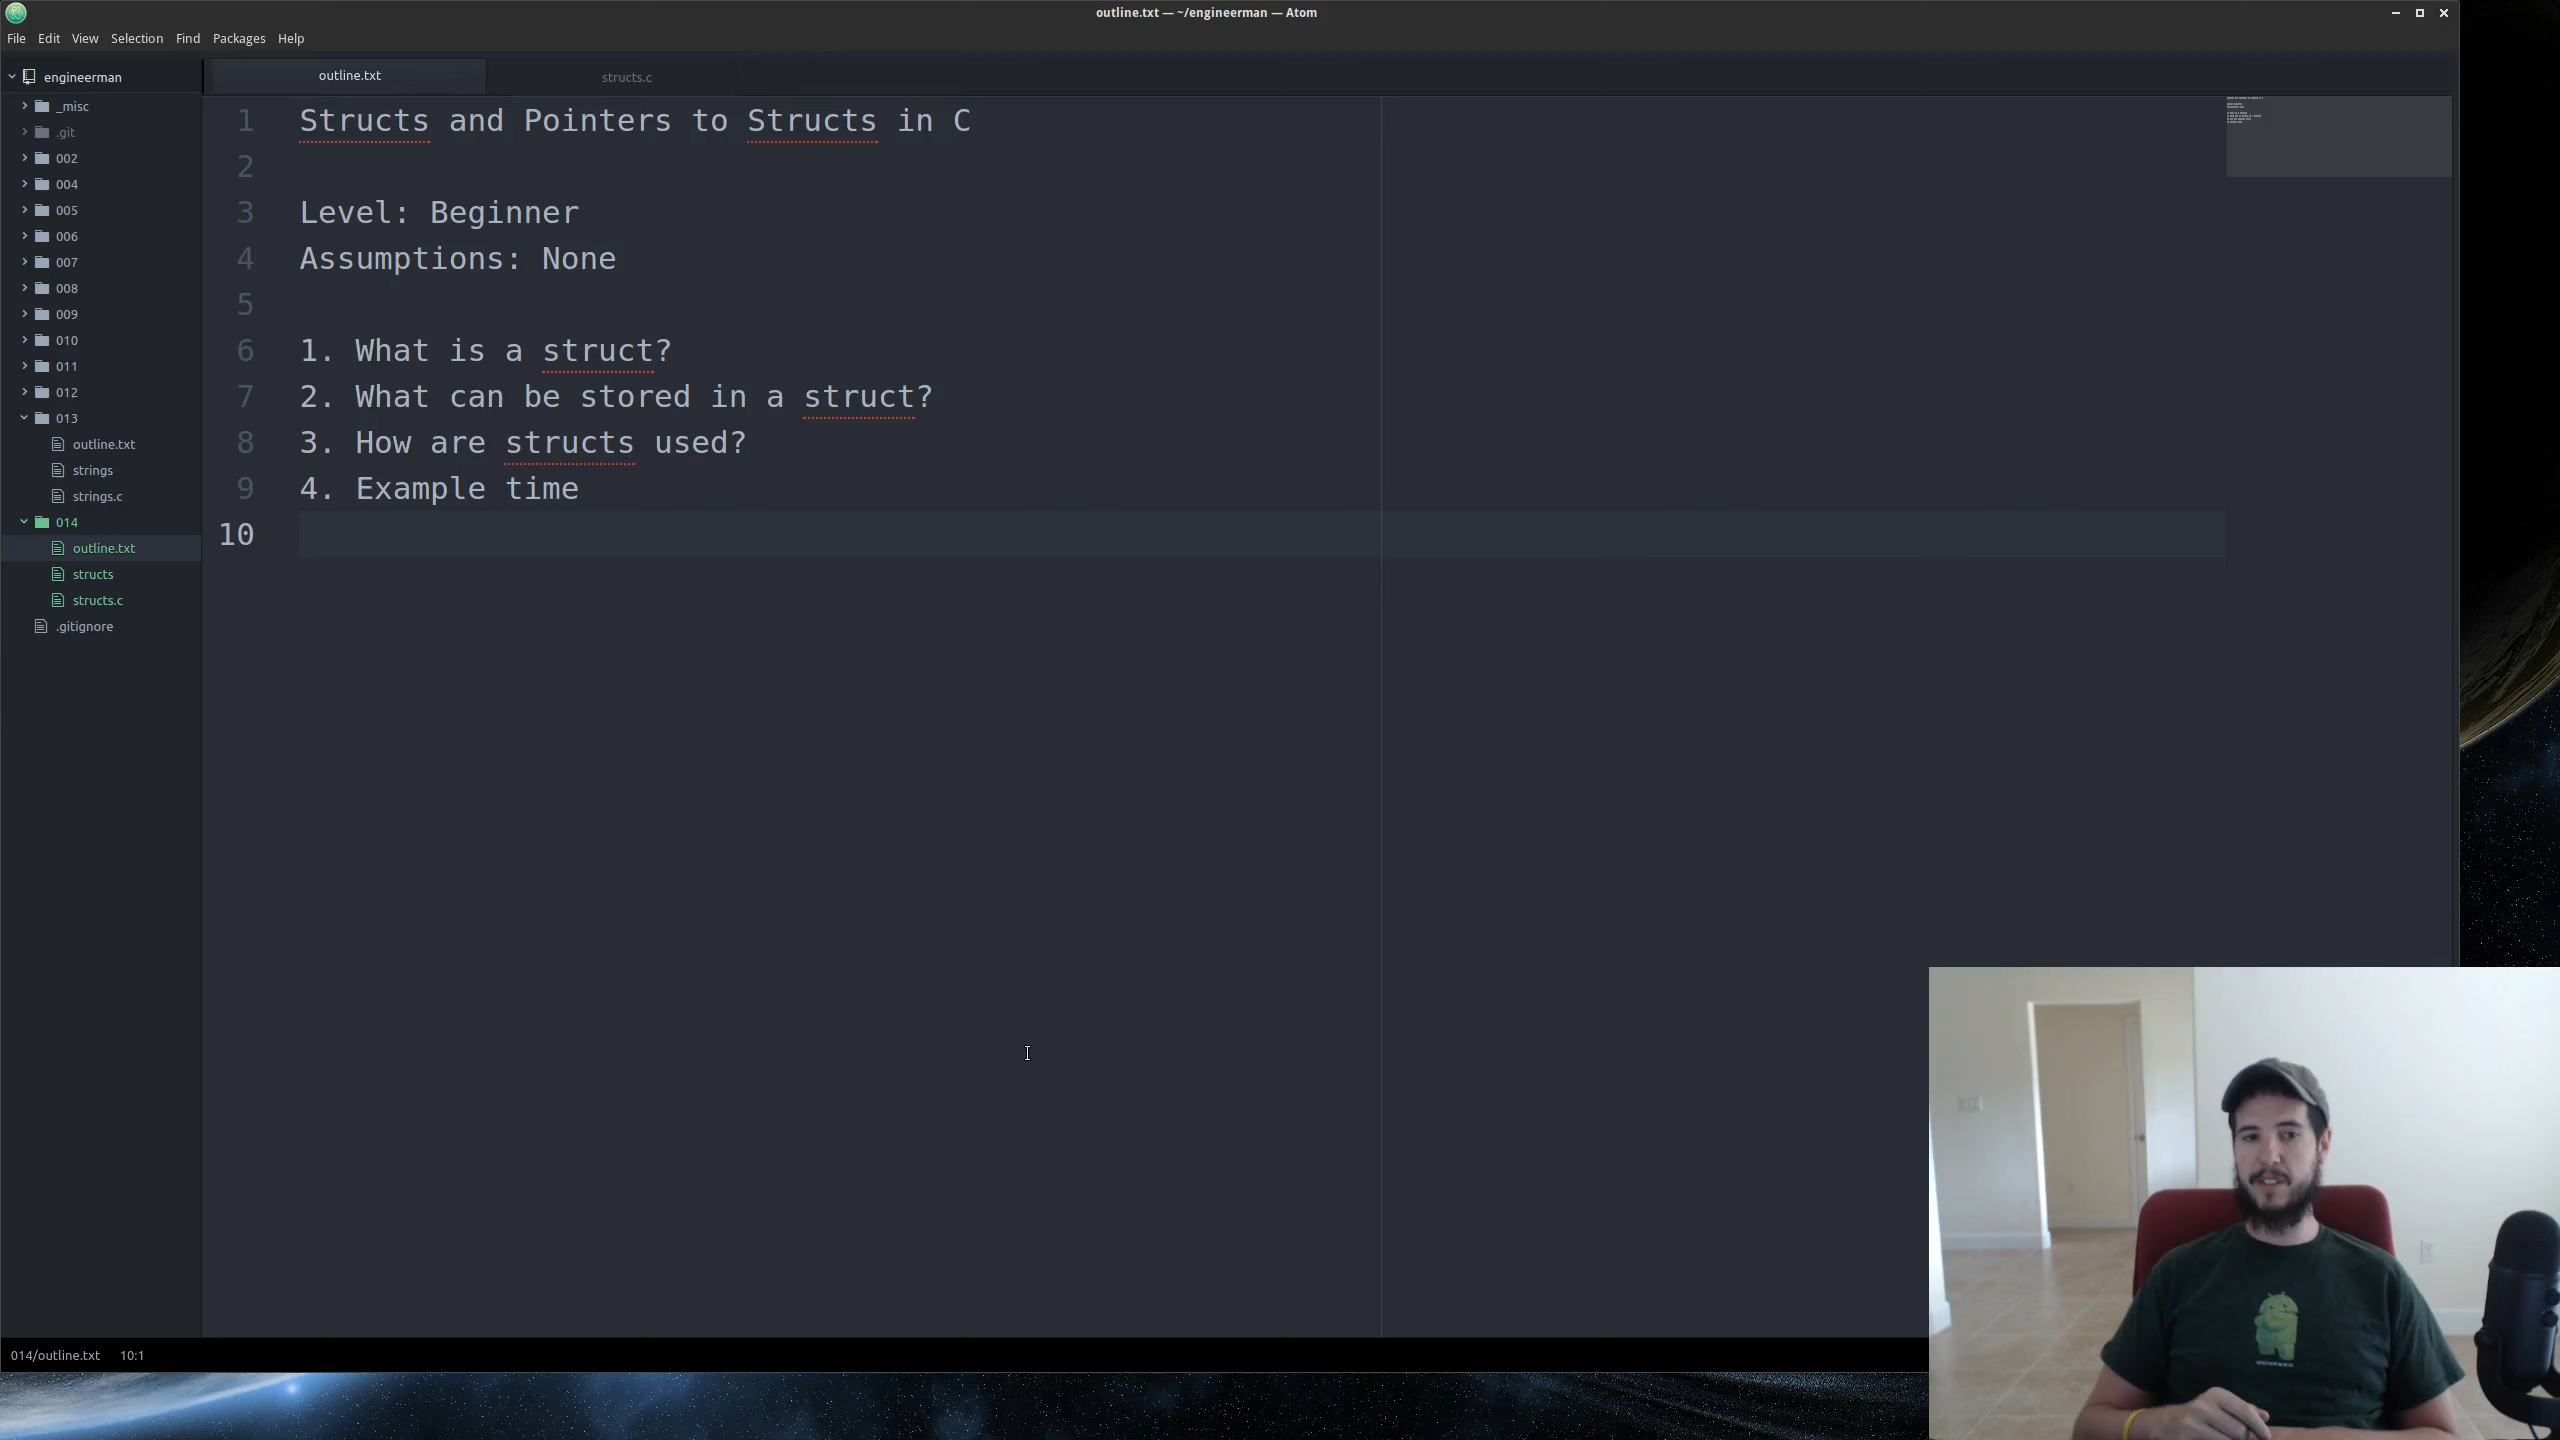 outline.txt — ~/engineerman — Atom
File Edit View Selection Find Packages Help
engineerman
_misc
.git
002
004
005
006
007
008
009
010
011
012
013
outline.txt
strings
strings.c
014
outline.txt
structs
structs.c
.gitignore
outline.txt structs.c
1 Structs and Pointers to Structs in C
2
3 Level: Beginner
4 Assumptions: None
5
6 1. What is a struct?
7 2. What can be stored in a struct?
8 3. How are structs used?
9 4. Example time
10
014/outline.txt 10:1